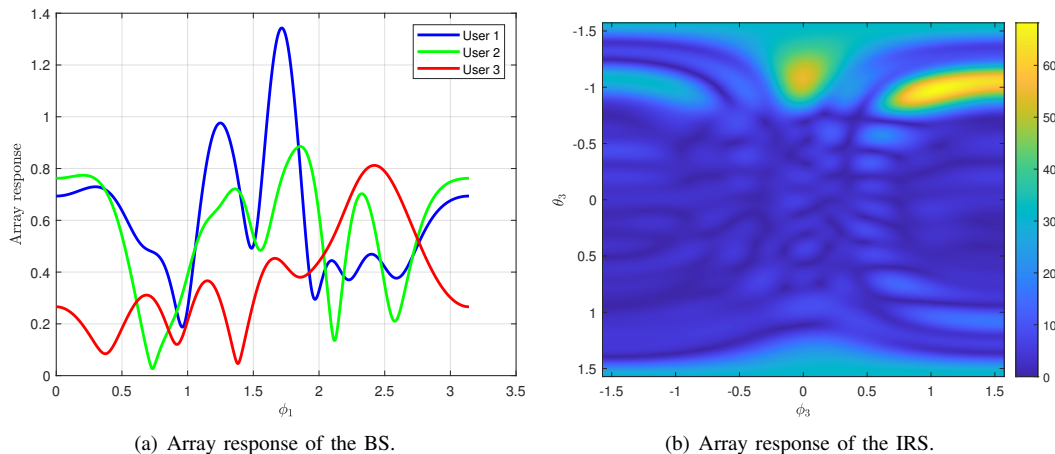 1.4
1.2
1
0.8
0.6
0.4
0.2
0
Array response
0 0.5 1 1.5 2 2.5 3 3.5
ϕ₁
User 1
User 2
User 3
(a) Array response of the BS.
-1.5
-1
-0.5
0
0.5
1
1.5
θ₃
-1.5 -1 -0.5 0 0.5 1 1.5
ϕ₃
60
50
40
30
20
10
0
(b) Array response of the IRS.